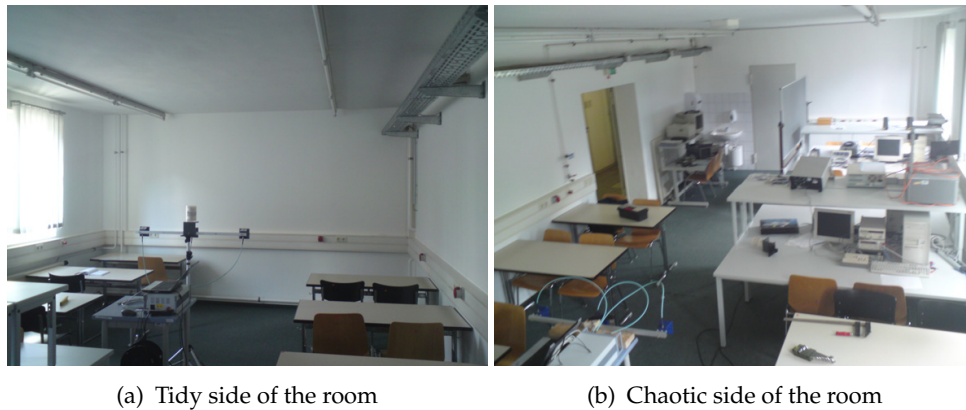 (a) Tidy side of the room
(b) Chaotic side of the room